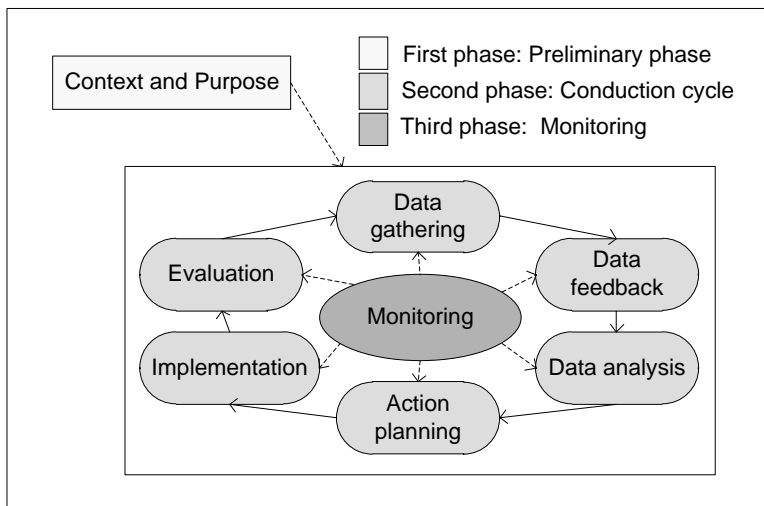 First phase: Preliminary phase
Second phase: Conduction cycle
Third phase:  Monitoring
Context and Purpose
Data
gathering
Evaluation
Data
feedback
Monitoring
Implementation
Data analysis
Action
planning